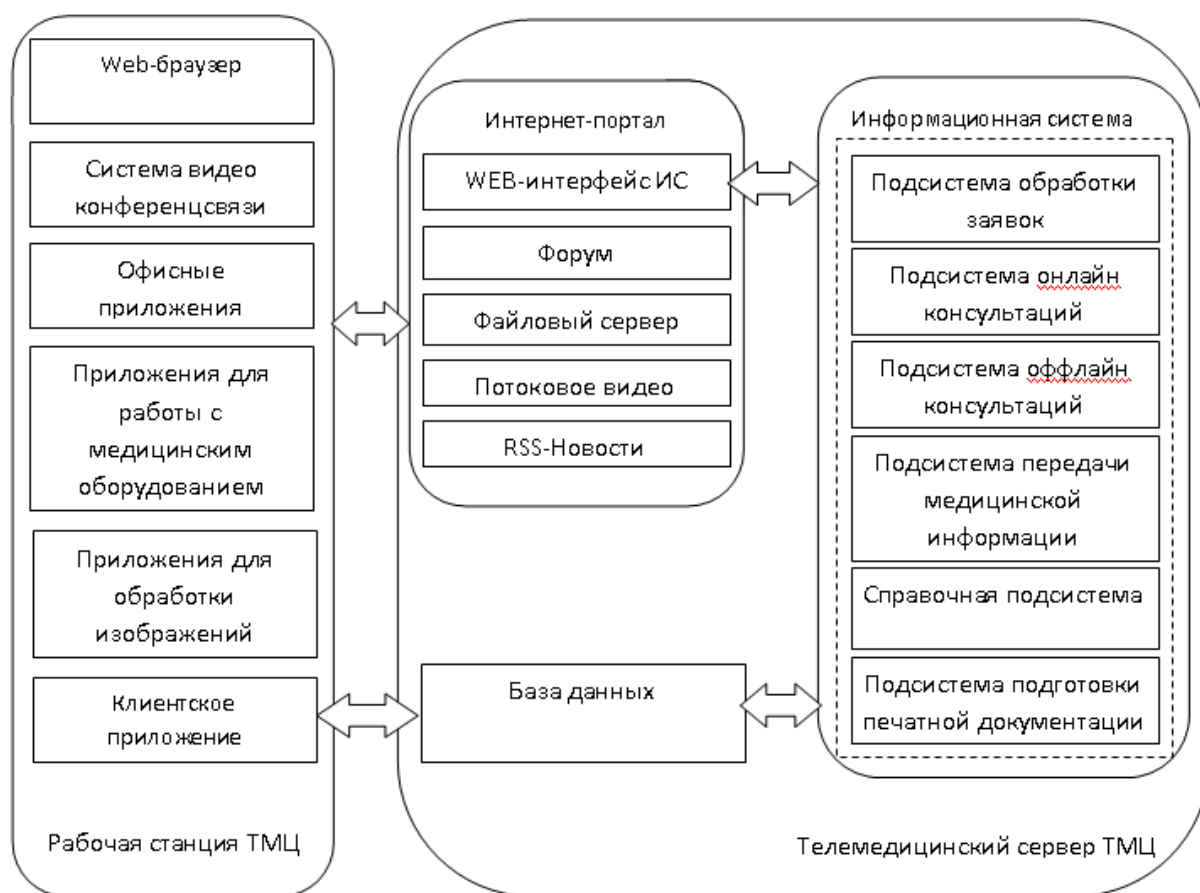 Web-браузер
Система видео
конференцсвязи
Офисные
приложения
Приложения для
работы с
медицинским
оборудованием
Приложения для
обработки
изображений
Клиентское
приложение
Рабочая станция ТМЦ
Интернет-портал
WEB-интерфейс ИС
Форум
Файловый сервер
Потоковое видео
RSS-Новости
База данных
Информационная система
Подсистема обработки
заявок
Подсистема онлайн
консультаций
Подсистема оффлайн
консультаций
Подсистема передачи
медицинской
информации
Справочная подсистема
Подсистема подготовки
печатной документации
Телемедицинский сервер ТМЦ